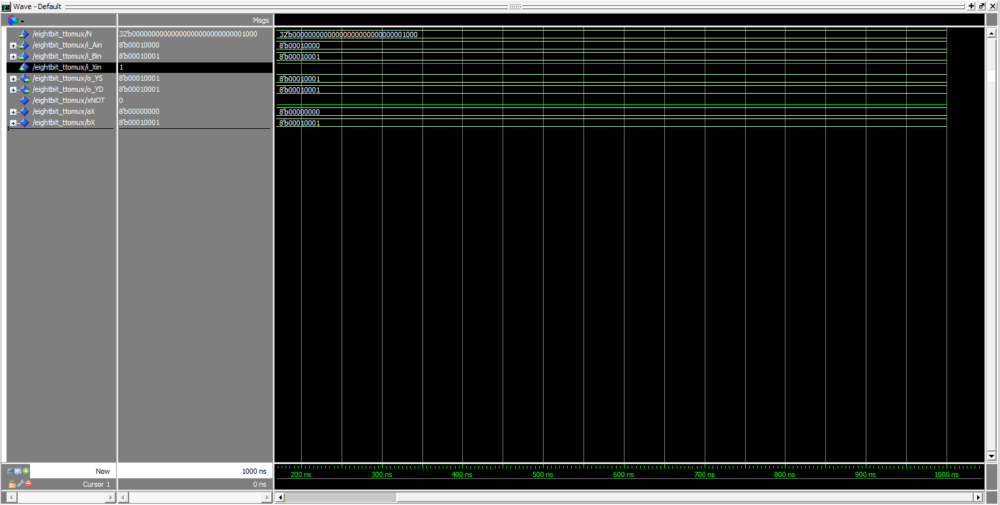 Wave - Default
Msgs
/eightbit_ttomux/N 32'b00000000000000000000000000001000 32'b00000000000000000000000000001000
/eightbit_ttomux/i_Ain 8'b00010000 8'b00010000
/eightbit_ttomux/i_Bin 8'b00010001 8'b00010001
/eightbit_ttomux/i_Xin 1
/eightbit_ttomux/o_YS 8'b00010001 8'b00010001
/eightbit_ttomux/o_YD 8'b00010001 8'b00010001
/eightbit_ttomux/xNOT 0
/eightbit_ttomux/aX 8'b00000000 8'b00000000
/eightbit_ttomux/bX 8'b00010001 8'b00010001
Now 1000 ns
200 ns 300 ns 400 ns 500 ns 600 ns 700 ns 800 ns 900 ns 1000 ns
Cursor 1 0 ns